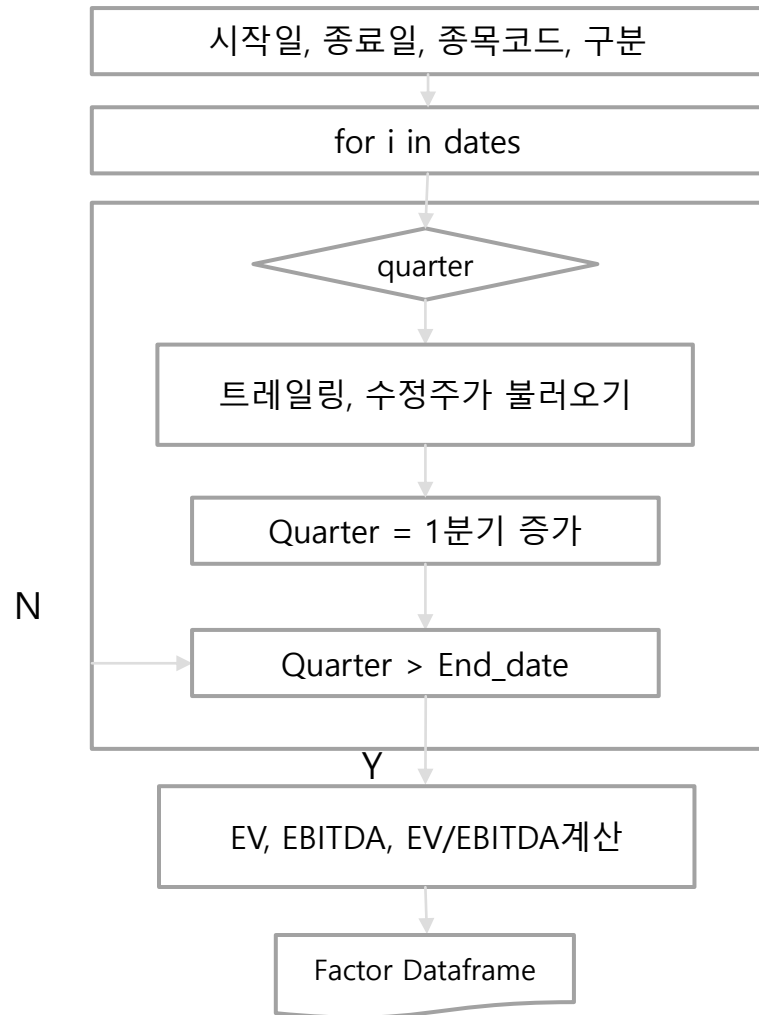 시작일, 종료일, 종목코드, 구분
for i in dates
quarter
트레일링, 수정주가 불러오기
Quarter = 1분기 증가
N
Quarter > End_date
Y
EV, EBITDA, EV/EBITDA계산
Factor Dataframe